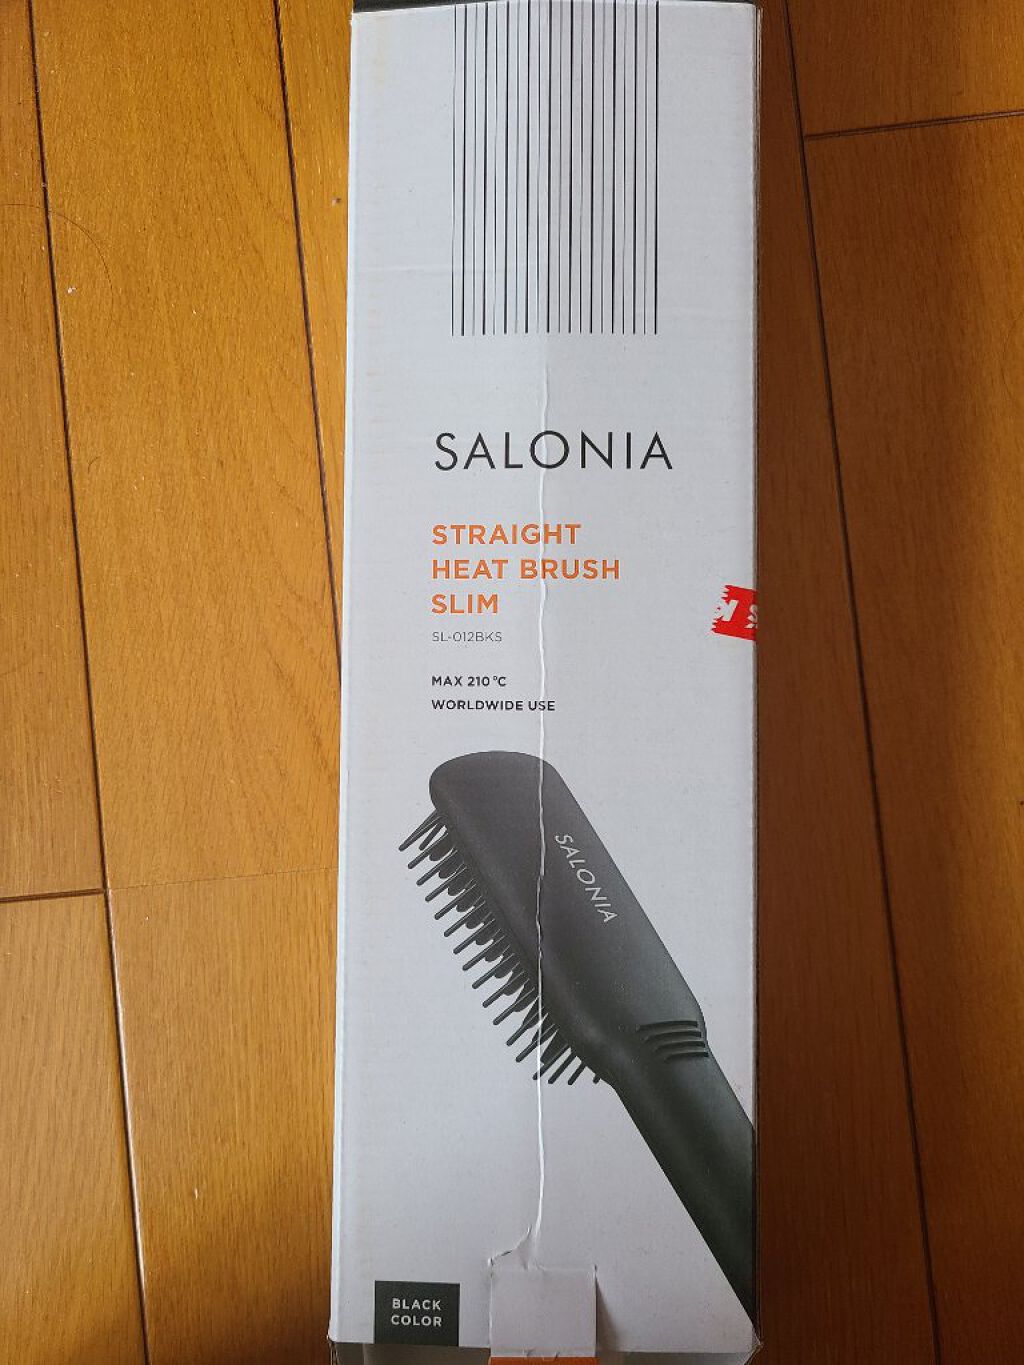 SALONIA
STRAIGHT
HEAT BRUSH
SLIM
SL-012BKS
MAX 210℃
WORLDWIDE USE
SALONIA
BLACK
COLOR